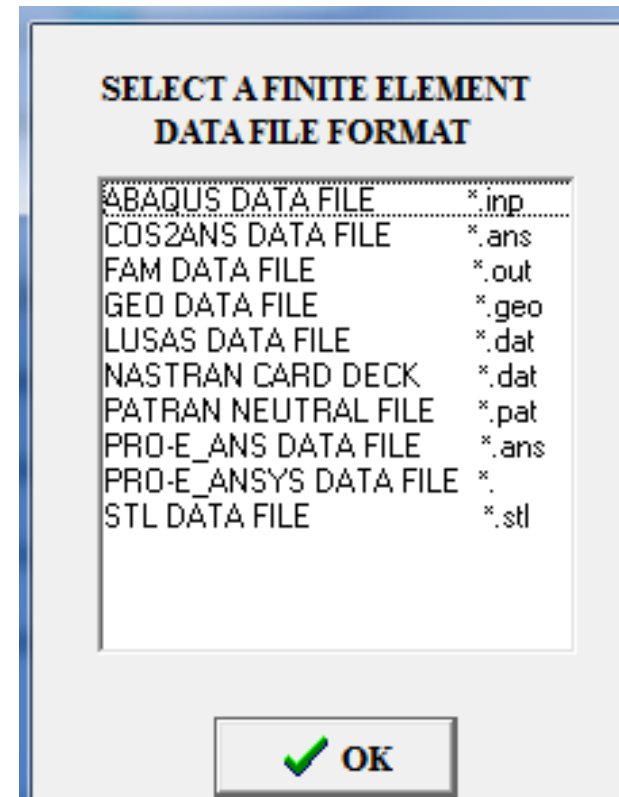 SELECT A FINITE ELEMENT
DATA FILE FORMAT
ABAQUS DATA FILE *.inp
COS2ANS DATA FILE *.ans
FAM DATA FILE *.out
GEO DATA FILE *.geo
LUSAS DATA FILE *.dat
NASTRAN CARD DECK *.dat
PATRAN NEUTRAL FILE *.pat
PRO-E_ANS DATA FILE *.ans
PRO-E_ANSYS DATA FILE *.
STL DATA FILE *.stl
OK